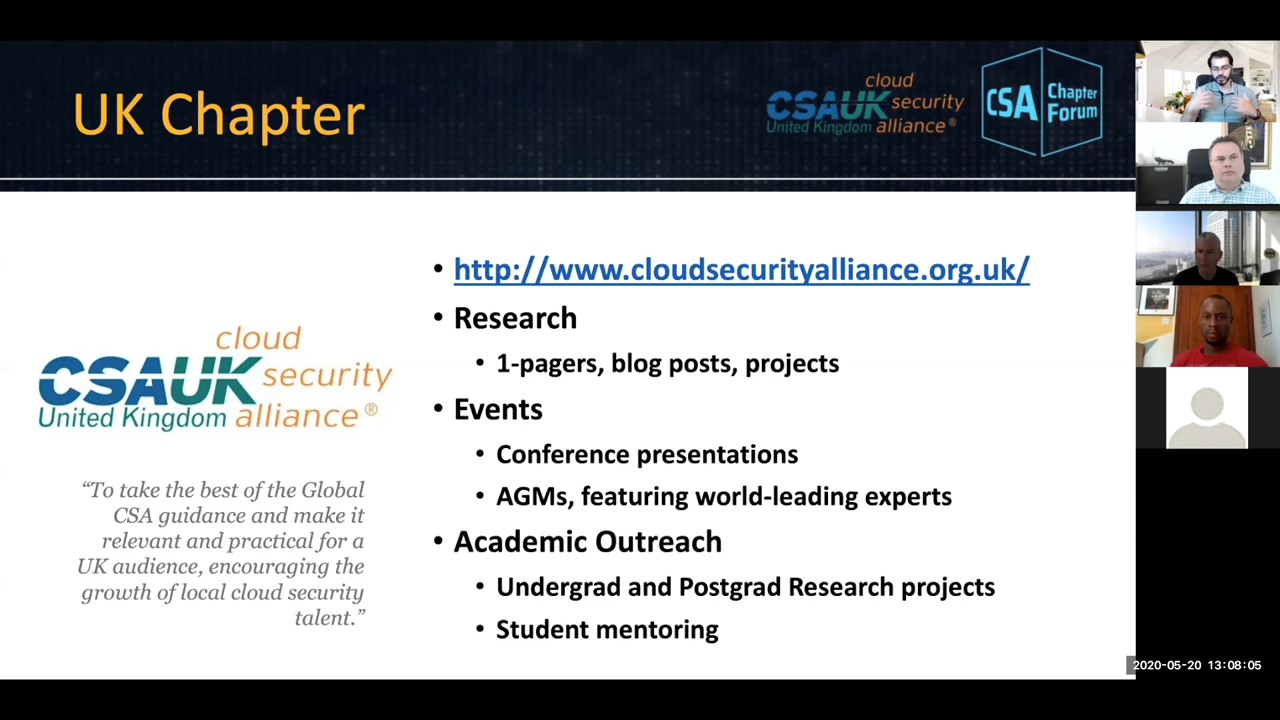 UK Chapter
cloud
CSAUK security
United Kingdom alliance®
CSA Chapter
Forum
• http://www.cloudsecurityalliance.org.uk/
• Research
• 1-pagers, blog posts, projects
• Events
• Conference presentations
• AGMs, featuring world-leading experts
• Academic Outreach
• Undergrad and Postgrad Research projects
• Student mentoring
cloud
CSAUK security
United Kingdom alliance®
“To take the best of the Global
CSA guidance and make it
relevant and practical for a
UK audience, encouraging the
growth of local cloud security
talent.”
2020-05-20 13:08:05